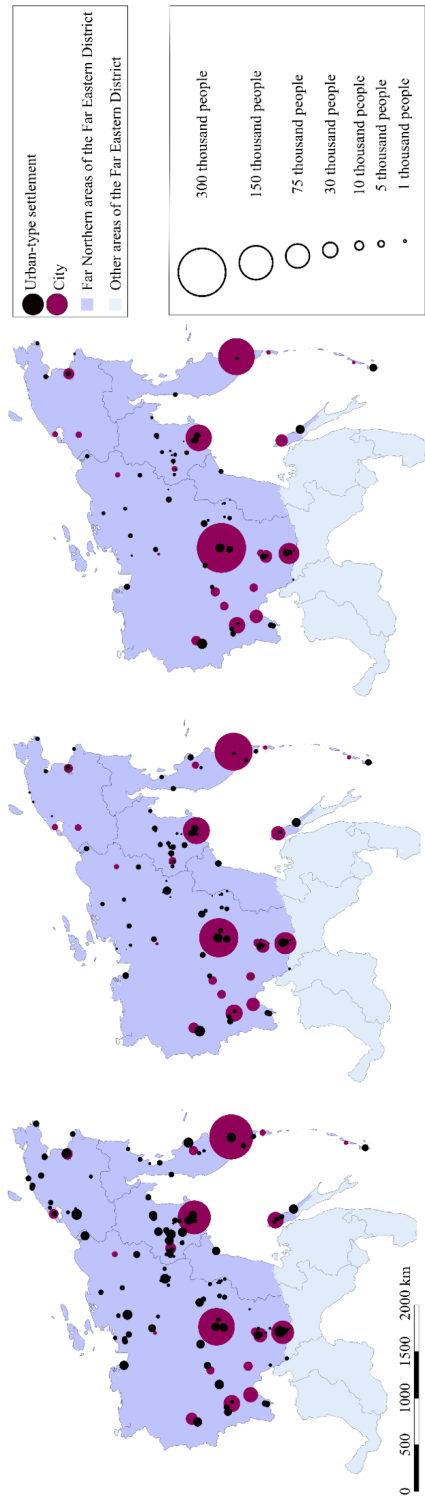 Urban-type settlement
City
Far Northern areas of the Far Eastern District
Other areas of the Far Eastern District
300 thousand people
150 thousand people
75 thousand people
30 thousand people
10 thousand people
5 thousand people
1 thousand people
0 500 1000 1500 2000 km